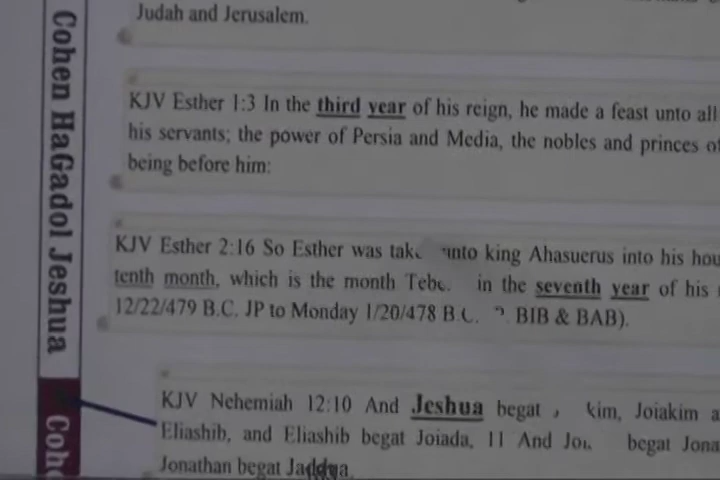 Judah and Jerusalem.
KJV Esther 1:3 In the third year of his reign, he made a feast unto all
his servants; the power of Persia and Media, the nobles and princes of
being before him:
KJV Esther 2:16 So Esther was unto king Ahasuerus into his
tenth month, which is the month in the seventh year of his
12/22/479 B.C. JP to Monday 1/20/478 B.C. BIB & BAB).
KJV Nehemiah 12:10 And Jeshua begat Joiakim
Eliashib, and Eliashib begat Joiada, 11 And begat
Jonathan begat Jaddua.
Cohen HaGadol Jeshua